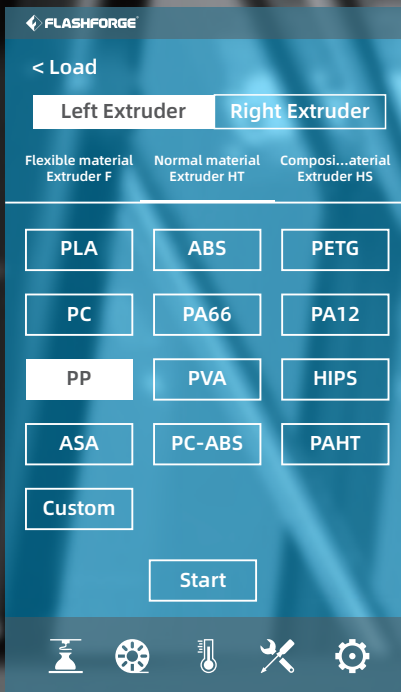 FLASHFORGE
< Load
Left Extruder Right Extruder
Flexible material Normal material Composi...aterial
Extruder F Extruder HT Extruder HS
PLA ABS PETG
PC PA66 PA12
PP PVA HIPS
ASA PC-ABS PAHT
Custom
Start